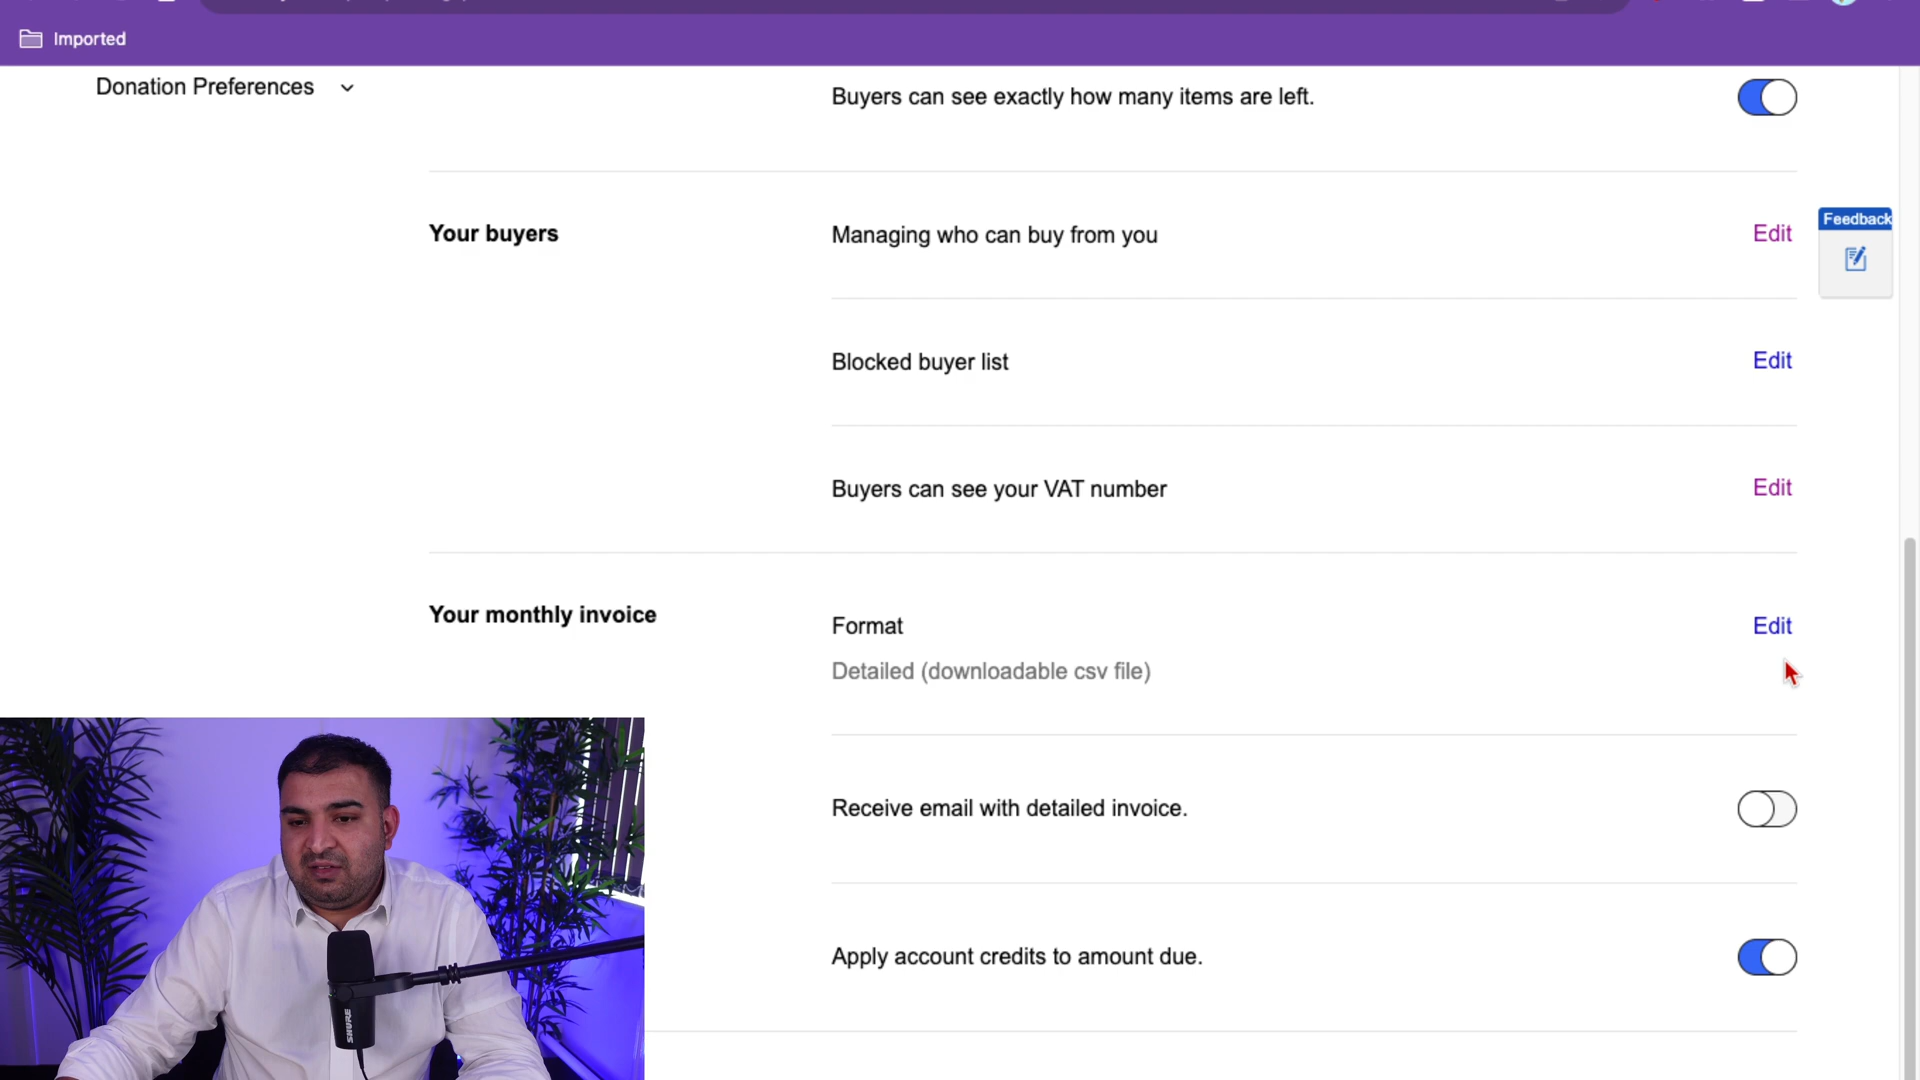 Imported
Donation Preferences
Buyers can see exactly how many items are left.
Your buyers
Managing who can buy from you
Edit
Feedback
Blocked buyer list
Edit
Buyers can see your VAT number
Edit
Your monthly invoice
Format
Edit
Detailed (downloadable csv file)
Receive email with detailed invoice.
Apply account credits to amount due.
SHURE